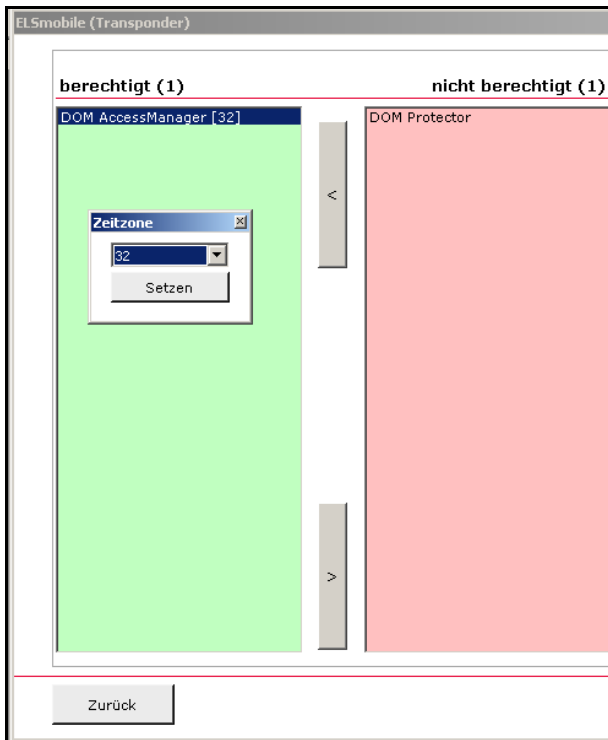 ELSmobile (Transponder)
berechtigt (1)
nicht berechtigt (1)
DOM AccessManager [32]
DOM Protector
<
Zeitzone
32
Setzen
>
Zurück